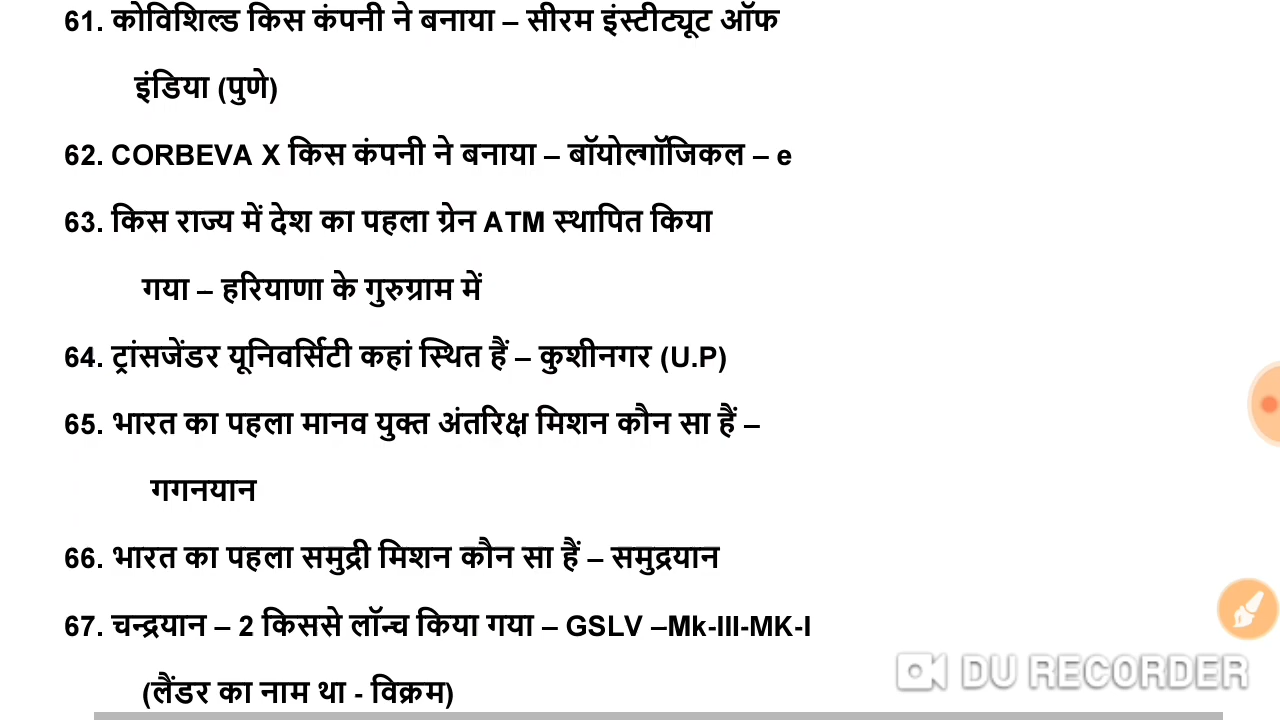 61. कोविशिल्ड किस कंपनी ने बनाया – सीरम इंस्टीट्यूट ऑफ
इंडिया (पुणे)
62. CORBEVA X किस कंपनी ने बनाया – बॉयोल्गॉजिकल – e
63. किस राज्य में देश का पहला ग्रेन ATM स्थापित किया
गया – हरियाणा के गुरुग्राम में
64. ट्रांसजेंडर यूनिवर्सिटी कहां स्थित हैं – कुशीनगर (U.P)
65. भारत का पहला मानव युक्त अंतरिक्ष मिशन कौन सा हैं –
गगनयान
66. भारत का पहला समुद्री मिशन कौन सा हैं – समुद्रयान
67. चन्द्रयान – 2 किससे लॉन्च किया गया – GSLV –Mk-III-MK-I
(लैंडर का नाम था - विक्रम)
DU RECORDER